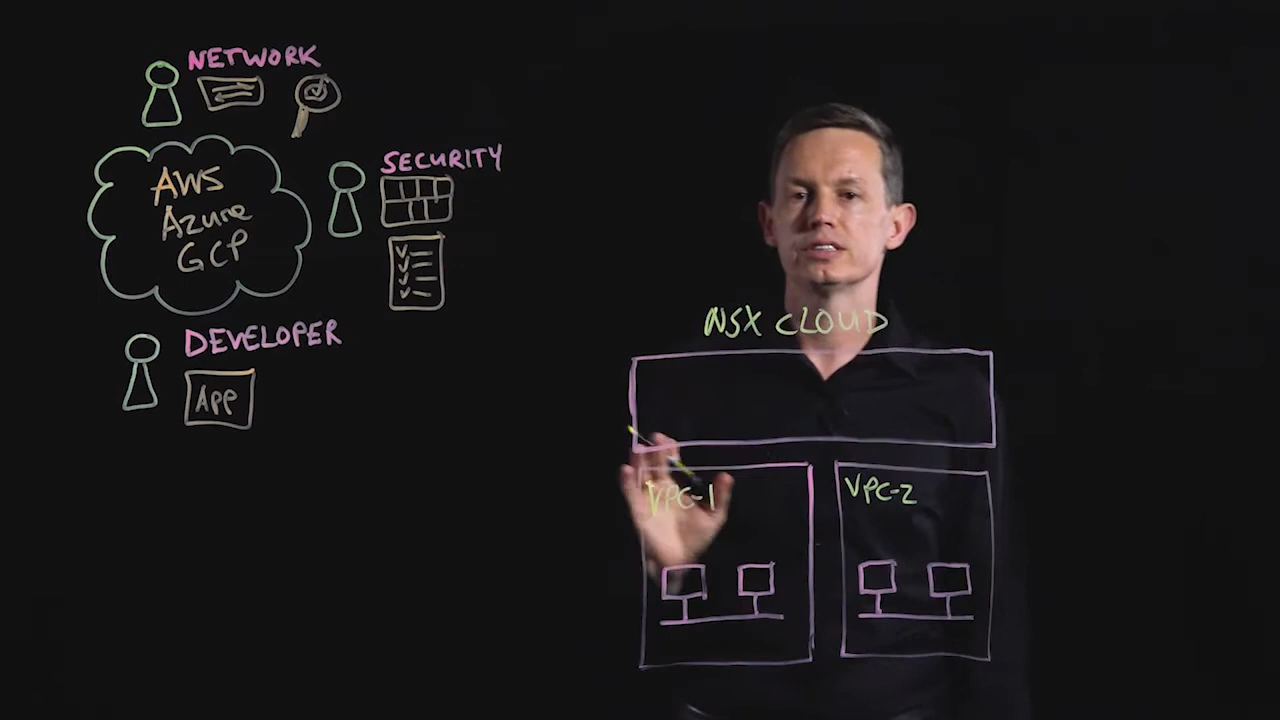 NETWORK
SECURITY
AWS
Azure
GCP
DEVELOPER
APP
NSX CLOUD
VPC-1
VPC-2